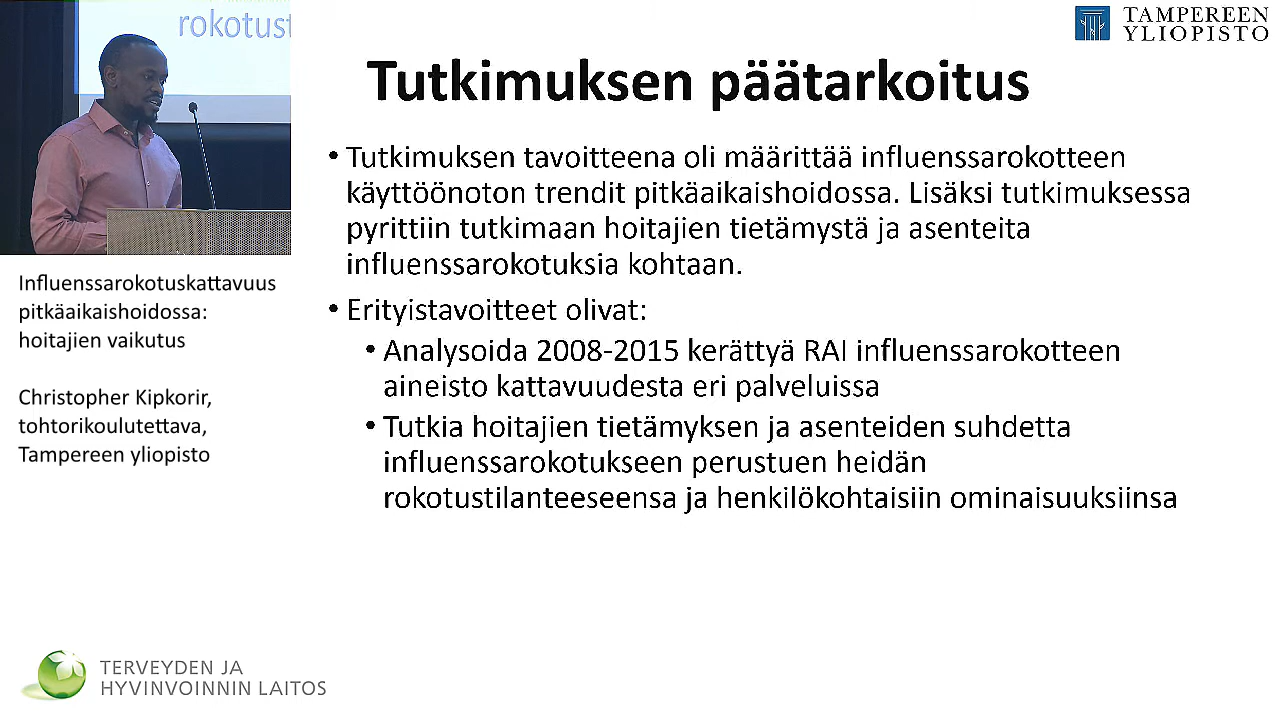 rokotust
TAMPEREEN
YLIOPISTO
Tutkimuksen päätarkoitus
• Tutkimuksen tavoitteena oli määrittää influenssarokotteen
käyttöönoton trendit pitkäaikaishoidossa. Lisäksi tutkimuksessa
pyrittiin tutkimaan hoitajien tietämystä ja asenteita
influenssarokotuksia kohtaan.
• Erityistavoitteet olivat:
• Analysoida 2008-2015 kerättyä RAI influenssarokotteen
aineisto kattavuudesta eri palveluissa
• Tutkia hoitajien tietämyksen ja asenteiden suhdetta
influenssarokotukseen perustuen heidän
rokotustilanteeseensa ja henkilökohtaisiin ominaisuuksiinsa
Influenssarokotuskattavuus
pitkäaikaishoidossa:
hoitajien vaikutus
Christopher Kipkorir,
tohtorikoulutettava,
Tampereen yliopisto
TERVEYDEN JA
HYVINVOINNIN LAITOS